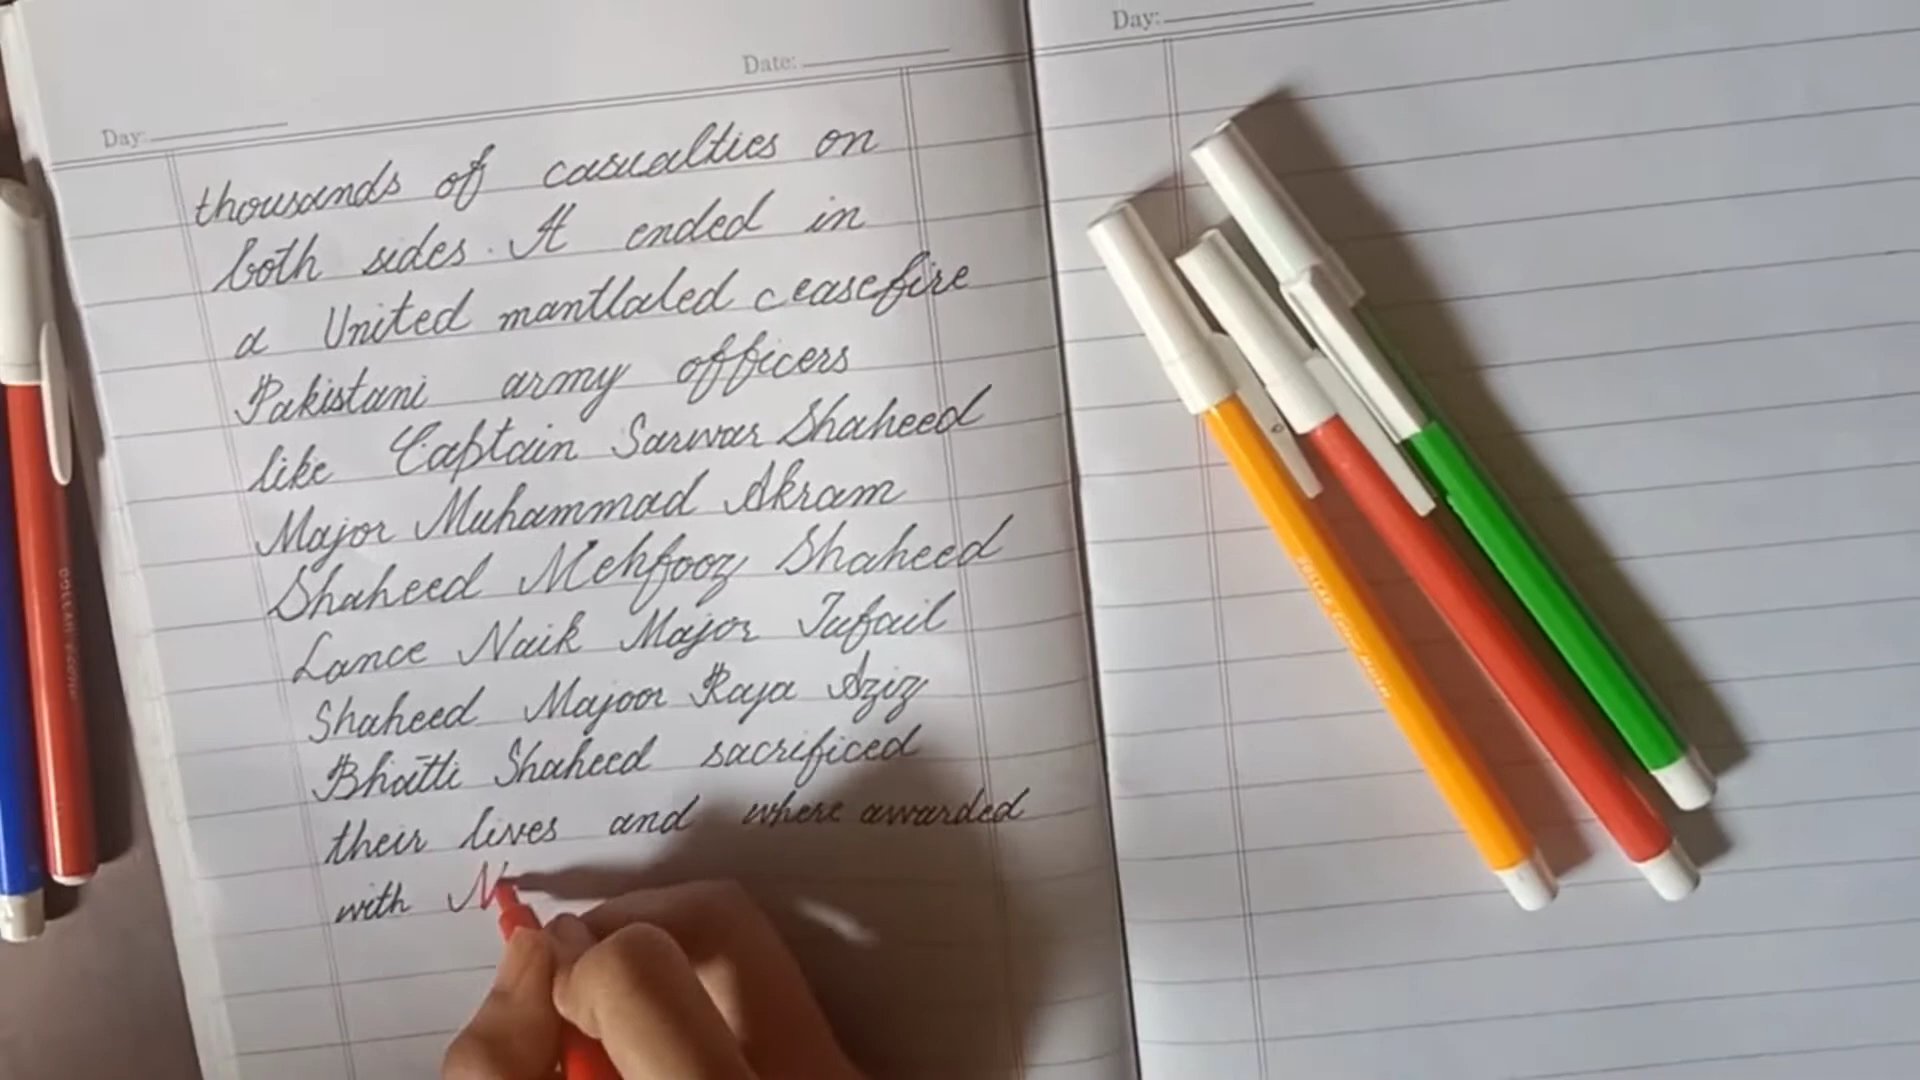 Day:
Date:
Day:
thousands of casualties on
both sides. It ended in
a United mantlaled ceasefire
Pakistani army officers
like Captain Sarwar Shaheed
Major Muhammad Akram
Shaheed Mehfooz Shaheed
Lance Naik Major Tufail
Shaheed Majoor Raja Aziz
Bhatti Shaheed sacrificed
their lives and where awarded
with N